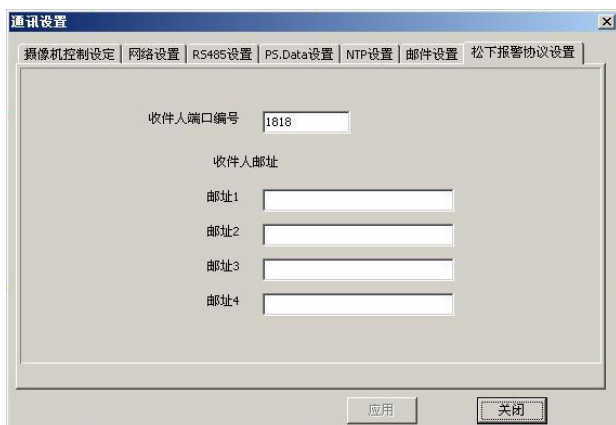 通讯设置
摄像机控制设定 网络设置 RS485设置 PS.Data设置 NTP设置 邮件设置 松下报警协议设置
收件人端口编号 1818
收件人邮址
邮址1
邮址2
邮址3
邮址4
应用 关闭